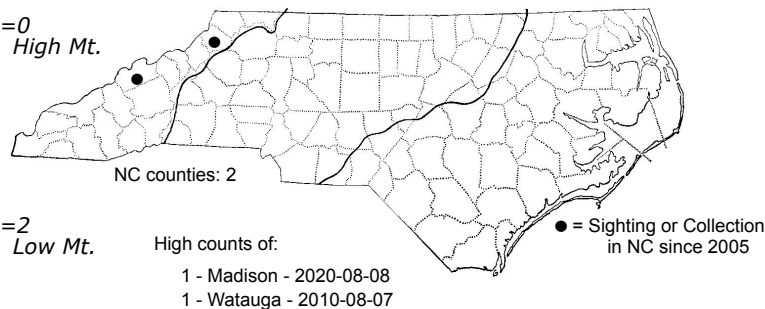 =0
High Mt.
NC counties: 2
=2
Low Mt.
High counts of:
1 - Madison - 2020-08-08
1 - Watauga - 2010-08-07
● = Sighting or Collection
in NC since 2005